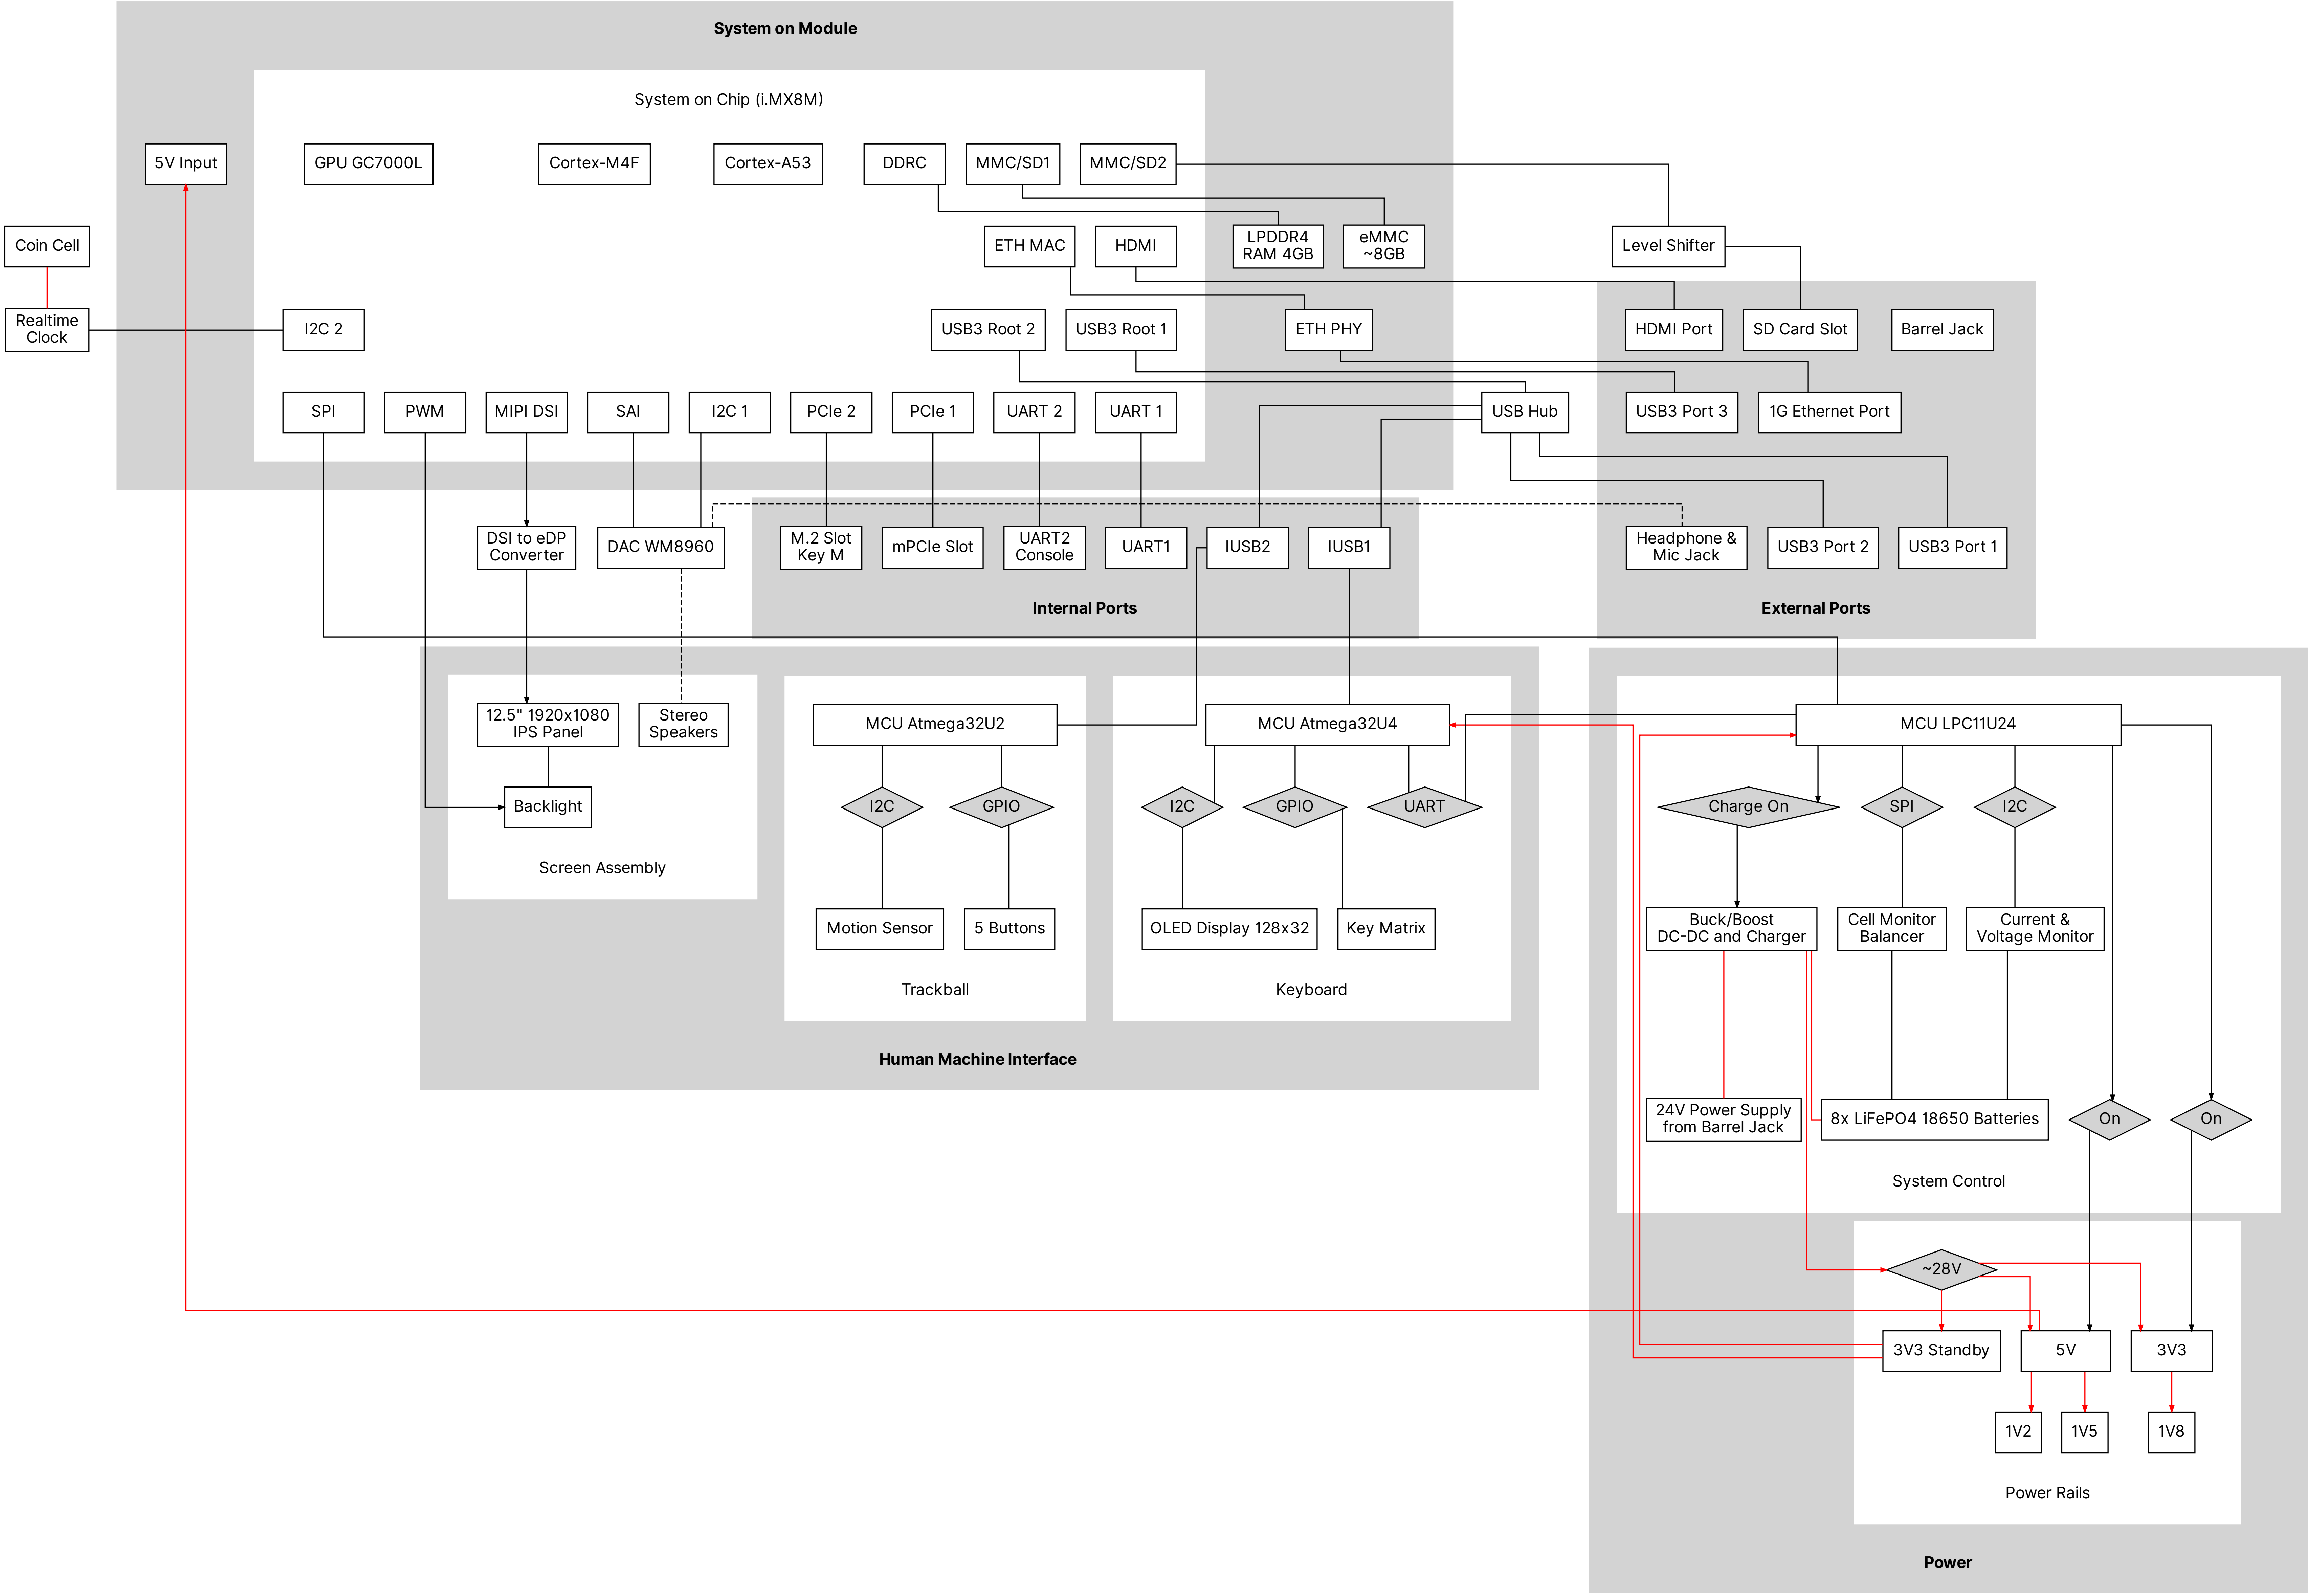 System on Module
System on Chip (i.MX8M)
5V Input
GPU GC7000L
Cortex-M4F
Cortex-A53
DDRC
MMC/SD1
MMC/SD2
Coin Cell
ETH MAC
HDMI
LPDDR4
RAM 4GB
eMMC
~8GB
Level Shifter
Realtime
Clock
I2C 2
USB3 Root 2
USB3 Root 1
ETH PHY
HDMI Port
SD Card Slot
Barrel Jack
SPI
PWM
MIPI DSI
SAI
I2C 1
PCIe 2
PCIe 1
UART 2
UART 1
USB Hub
USB3 Port 3
1G Ethernet Port
DSI to eDP
Converter
DAC WM8960
M.2 Slot
Key M
mPCIe Slot
UART2
Console
UART1
IUSB2
IUSB1
Headphone &
Mic Jack
USB3 Port 2
USB3 Port 1
Internal Ports
External Ports
12.5" 1920x1080
IPS Panel
Stereo
Speakers
MCU Atmega32U2
MCU Atmega32U4
MCU LPC11U24
Backlight
I2C
GPIO
I2C
GPIO
UART
Charge On
SPI
I2C
Screen Assembly
Motion Sensor
5 Buttons
OLED Display 128x32
Key Matrix
Buck/Boost
DC-DC and Charger
Cell Monitor
Balancer
Current &
Voltage Monitor
Trackball
Keyboard
Human Machine Interface
24V Power Supply
from Barrel Jack
8x LiFePO4 18650 Batteries
On
On
System Control
~28V
3V3 Standby
5V
3V3
1V2
1V5
1V8
Power Rails
Power